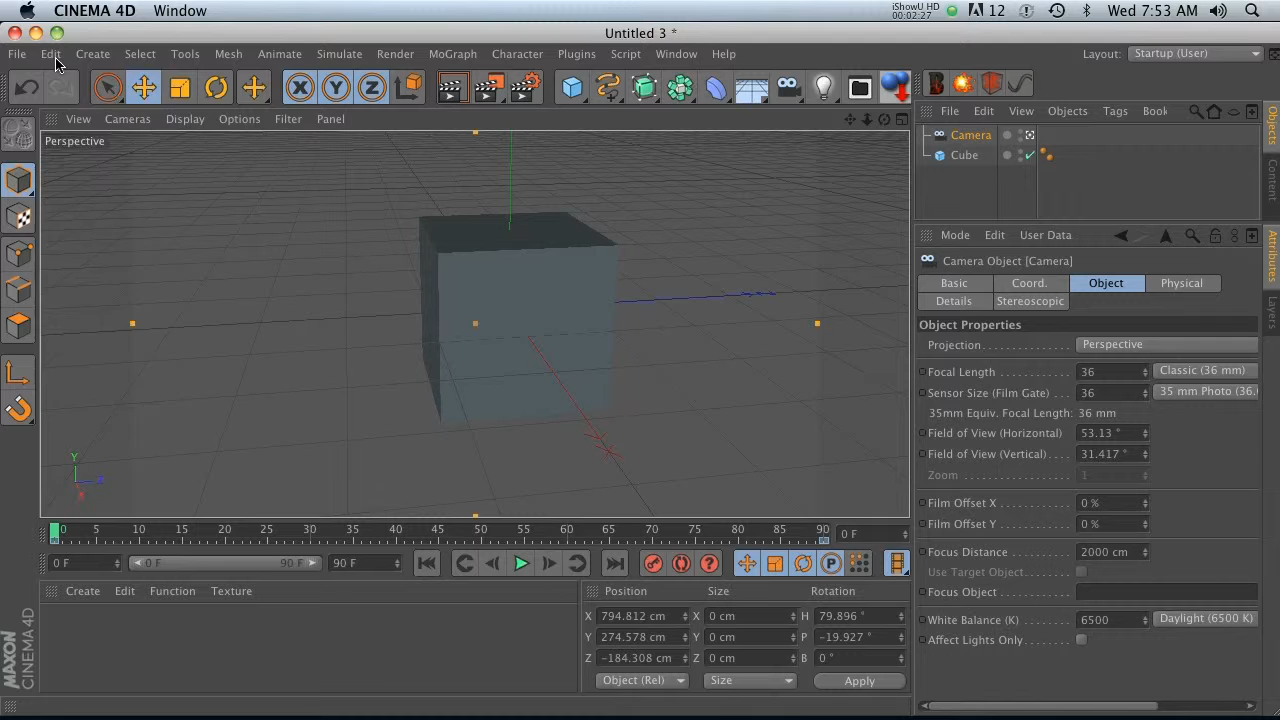 CINEMA 4D Window
iShowU HD
00:02:27
12
Wed 7:53 AM
Untitled 3 *
File Edit Create Select Tools Mesh Animate Simulate Render MoGraph Character Plugins Script Window Help
Layout: Startup (User)
View Cameras Display Options Filter Panel
Perspective
Y
Z
X
File Edit View Objects Tags Book
Camera
Cube
Objects
Content
Attributes
Layers
Mode Edit User Data
Camera Object [Camera]
Basic Coord. Object Physical
Details Stereoscopic
Object Properties
Projection Perspective
Focal Length 36 Classic (36 mm)
Sensor Size (Film Gate) 36 35 mm Photo (36.
35mm Equiv. Focal Length: 36 mm
Field of View (Horizontal) 53.13 °
Field of View (Vertical) 31.417 °
Zoom 1
Film Offset X 0 %
Film Offset Y 0 %
Focus Distance 2000 cm
Use Target Object
Focus Object
White Balance (K) 6500 Daylight (6500 K)
Affect Lights Only
0 5 10 15 20 25 30 35 40 45 50 55 60 65 70 75 80 85 90 0 F
0 F 0 F 90 F 90 F
Create Edit Function Texture
Position Size Rotation
X 794.812 cm X 0 cm H 79.896 °
Y 274.578 cm Y 0 cm P -19.927 °
Z -184.308 cm Z 0 cm B 0 °
Object (Rel) Size Apply
MAXON
CINEMA 4D